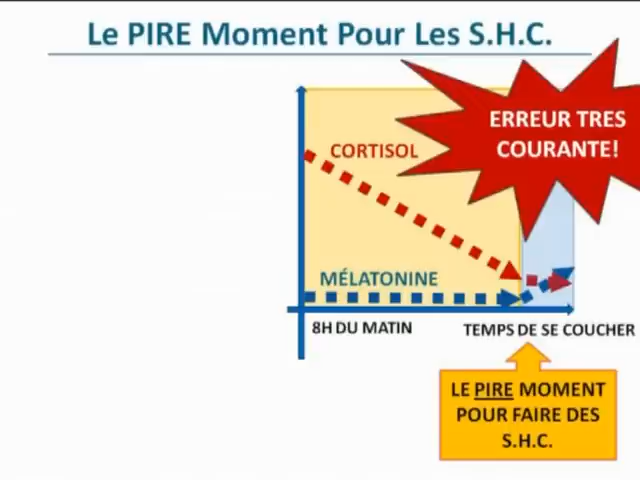 Le PIRE Moment Pour Les S.H.C.
ERREUR TRES
COURANTE!
CORTISOL
MÉLATONINE
8H DU MATIN
TEMPS DE SE COUCHER
LE PIRE MOMENT
POUR FAIRE DES
S.H.C.